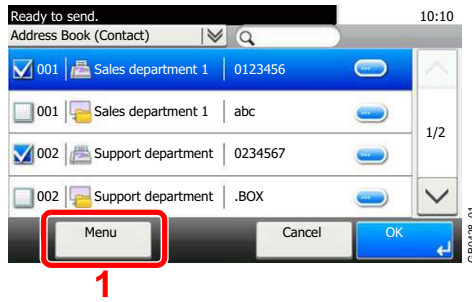 Ready to send. 10:10
Address Book (Contact)
001 Sales department 1 0123456
001 Sales department 1 abc
1/2
002 Support department 0234567
002 Support department .BOX
Menu Cancel OK
1